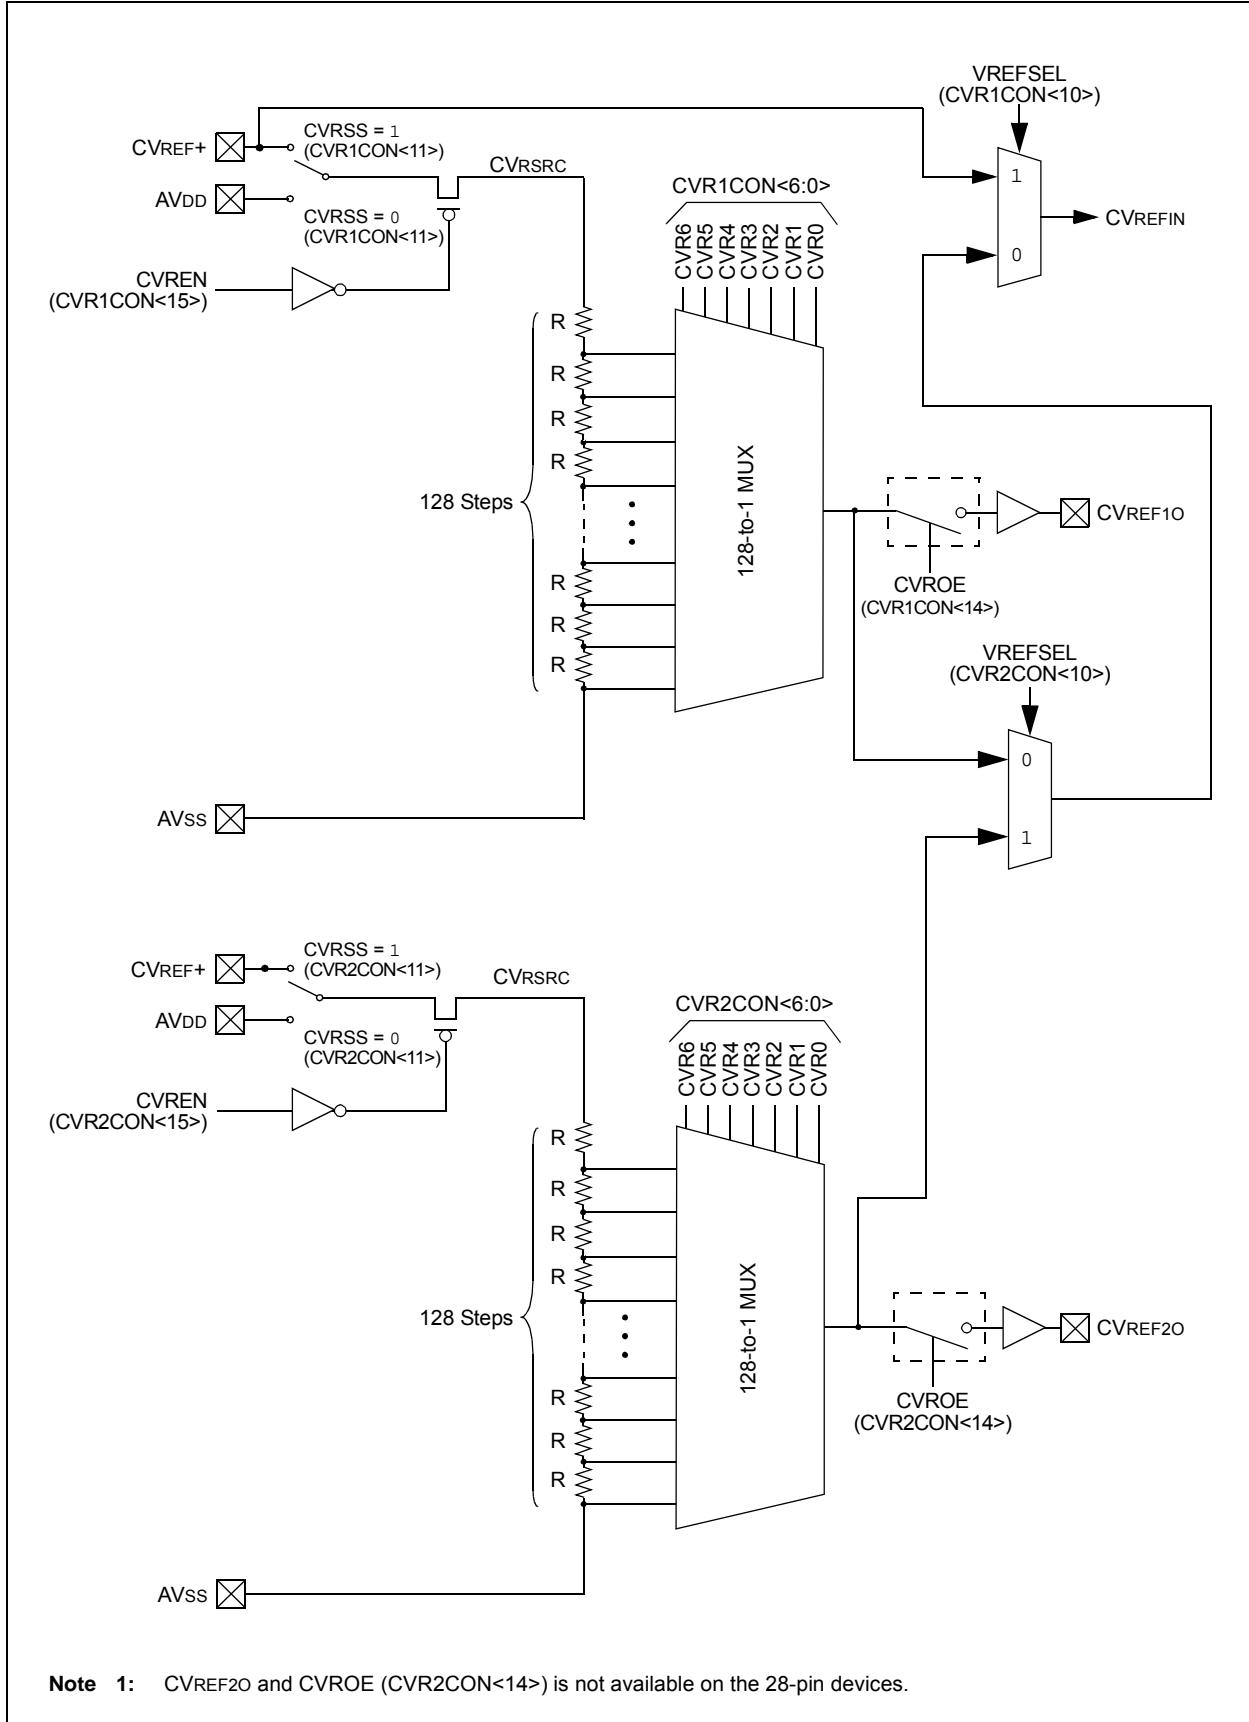 VREFSEL
(CVR1CON<10>)
CVREF+
CVRSS = 1
(CVR1CON<11>)
CVRSRC
AVDD
CVRSS = 0
(CVR1CON<11>)
CVREN
(CVR1CON<15>)
CVR1CON<6:0>
CVR6
CVR5
CVR4
CVR3
CVR2
CVR1
CVR0
1
0
CVREFIN
R
R
R
R
128 Steps
R
R
R
128-to-1 MUX
CVREF1O
CVROE
(CVR1CON<14>)
VREFSEL
(CVR2CON<10>)
0
1
AVSS
CVREF+
CVRSS = 1
(CVR2CON<11>)
CVRSRC
AVDD
CVRSS = 0
(CVR2CON<11>)
CVREN
(CVR2CON<15>)
CVR2CON<6:0>
CVR6
CVR5
CVR4
CVR3
CVR2
CVR1
CVR0
R
R
R
R
128 Steps
R
R
R
128-to-1 MUX
CVREF2O
CVROE
(CVR2CON<14>)
AVSS
Note 1: CVREF2O and CVROE (CVR2CON<14>) is not available on the 28-pin devices.